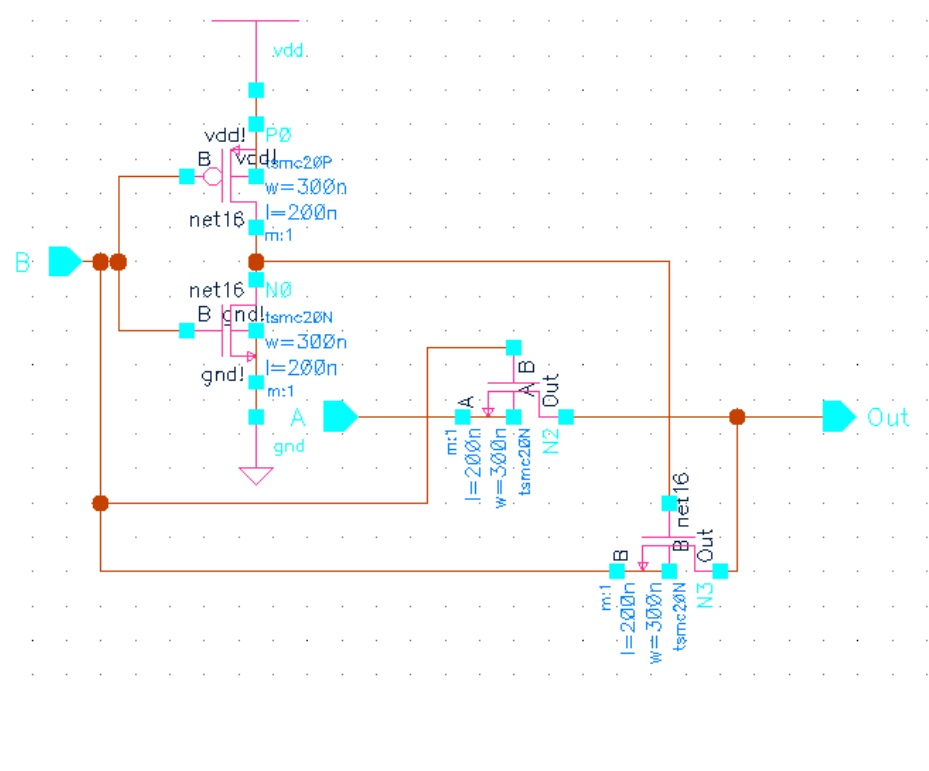 vdd
vdd!
P0
B
vdd!
tsmc20P
w=300n
l=200n
net16
m:1
B
net16
N0
B
gnd!
tsmc20N
w=300n
l=200n
gnd!
m:1
A
gnd
A
B
A
Out
m:1
l=200n
w=300n
tsmc20N
N2
Out
net16
B
B
Out
m:1
l=200n
w=300n
tsmc20N
N3